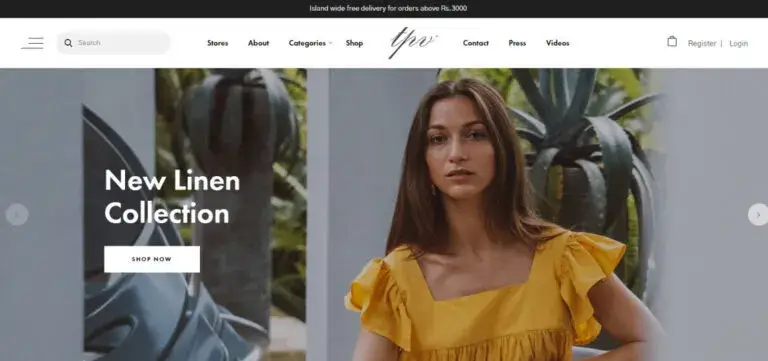 Island wide free delivery for orders above Rs.3000
Search
Stores About Categories Shop tpv Contact Press Videos
Register | Login
New Linen
Collection
SHOP NOW